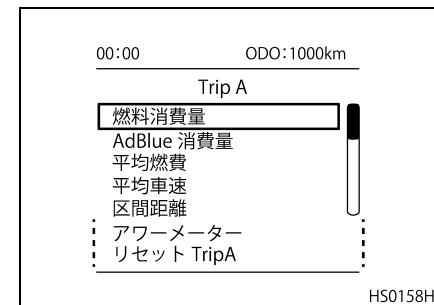 00:00 ODO:1000km
Trip A
燃料消費量
AdBlue 消費量
平均燃費
平均車速
区間距離
アワーメーター
リセット TripA
HS0158H